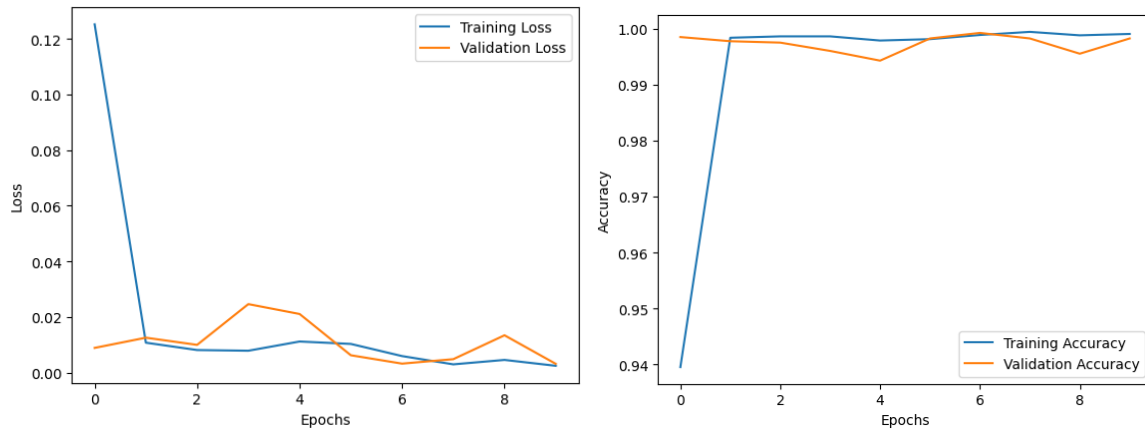 Training Loss
Validation Loss
0.12
0.10
0.08
0.06
0.04
0.02
0.00
Loss
0 2 4 6 8
Epochs
1.00
0.99
0.98
0.97
0.96
0.95
0.94
Accuracy
Training Accuracy
Validation Accuracy
0 2 4 6 8
Epochs